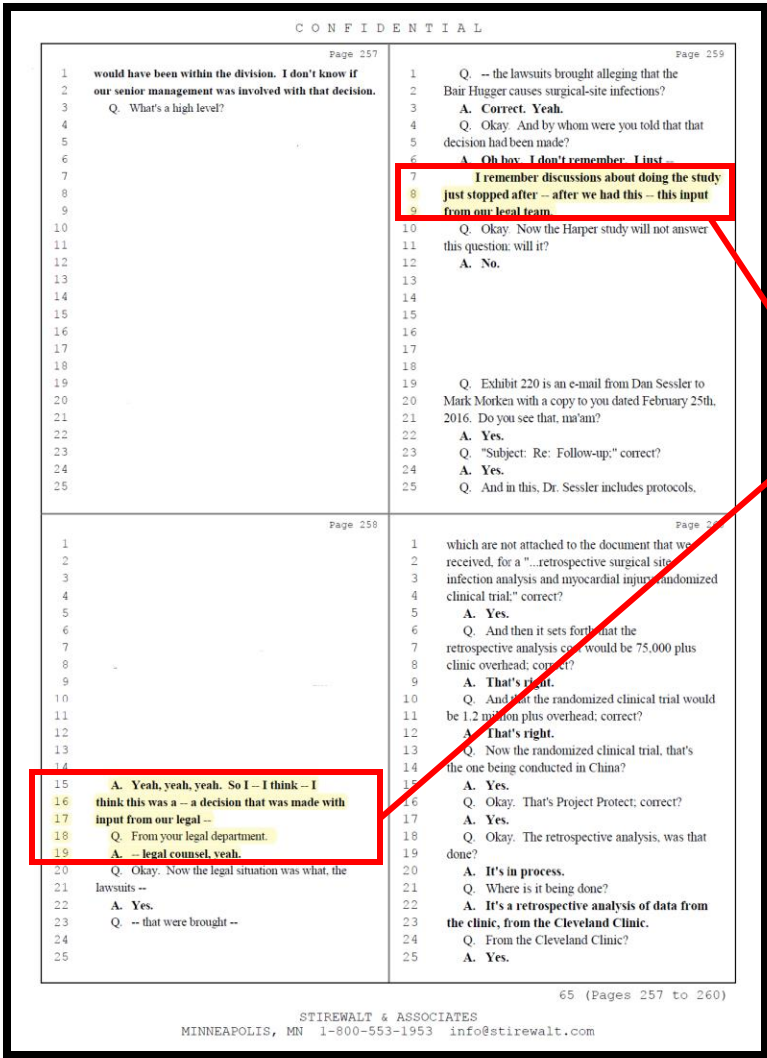 C O N F I D E N T I A L
Page 257
1 would have been within the division. I don't know if
2 our senior management was involved with that decision.
3 Q. What's a high level?
4
5
6
7
8
9
10
11
12
13
14
15
16
17
18
19
20
21
22
23
24
25
Page 258
1
2
3
4
5
6
7
8
9
10
11
12
13
14
15 A. Yeah, yeah, yeah. So I -- I think -- I
16 think this was a -- a decision that was made with
17 input from our legal --
18 Q. From your legal department.
19 A. -- legal counsel, yeah.
20 Q. Okay. Now the legal situation was what, the
21 lawsuits --
22 A. Yes.
23 Q. -- that were brought --
24
25
Page 259
1 Q. -- the lawsuits brought alleging that the
2 Bair Hugger causes surgical-site infections?
3 A. Correct. Yeah.
4 Q. Okay. And by whom were you told that that
5 decision had been made?
6 A. Oh boy. I don't remember. I just --
7 I remember discussions about doing the study
8 just stopped after -- after we had this -- this input
9 from our legal team.
10 Q. Okay. Now the Harper study will not answer
11 this question; will it?
12 A. No.
13
14
15
16
17
18
19 Q. Exhibit 220 is an e-mail from Dan Sessler to
20 Mark Morken with a copy to you dated February 25th,
21 2016. Do you see that, ma'am?
22 A. Yes.
23 Q. "Subject: Re: Follow-up;" correct?
24 A. Yes.
25 Q. And in this, Dr. Sessler includes protocols,
Page
1 which are not attached to the document that we
2 received, for a "...retrospective surgical site
3 infection analysis and myocardial injury randomized
4 clinical trial;" correct?
5 A. Yes.
6 Q. And then it sets forth that the
7 retrospective analysis would be 75,000 plus
8 clinic overhead; correct?
9 A. That's right.
10 Q. And that the randomized clinical trial would
11 be 1.2 million plus overhead; correct?
12 A. That's right.
13 Q. Now the randomized clinical trial, that's
14 the one being conducted in China?
15 A. Yes.
16 Q. Okay. That's Project Protect; correct?
17 A. Yes.
18 Q. Okay. The retrospective analysis, was that
19 done?
20 A. It's in process.
21 Q. Where is it being done?
22 A. It's a retrospective analysis of data from
23 the clinic, from the Cleveland Clinic.
24 Q. From the Cleveland Clinic?
25 A. Yes.
65 (Pages 257 to 260)
STIREWALT & ASSOCIATES
MINNEAPOLIS, MN 1-800-553-1953 info@stirewalt.com